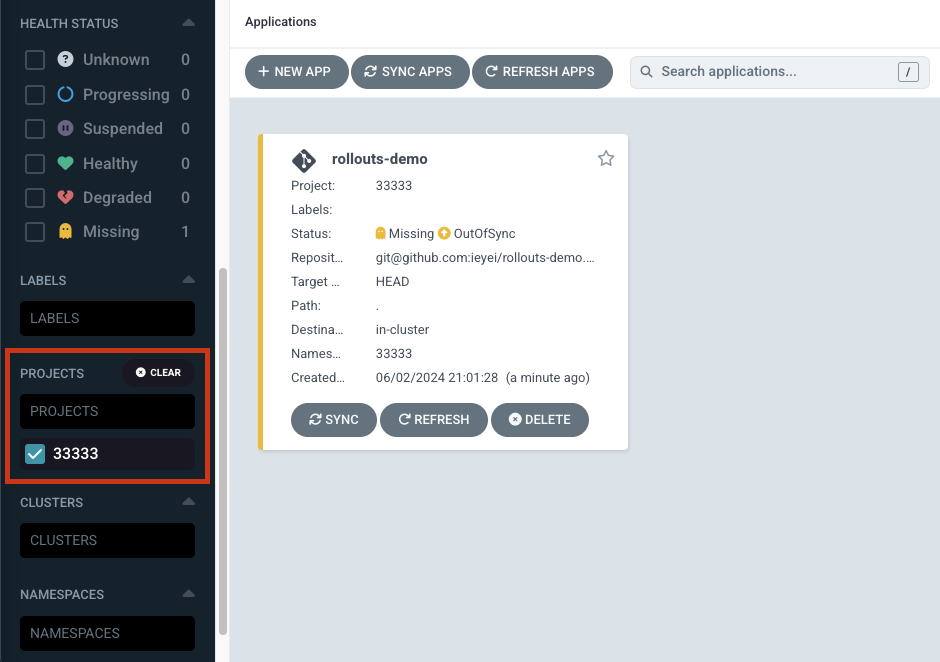 HEALTH STATUS
Unknown 0
Progressing 0
Suspended 0
Healthy 0
Degraded 0
Missing 1
LABELS
LABELS
PROJECTS CLEAR
PROJECTS
33333
CLUSTERS
CLUSTERS
NAMESPACES
NAMESPACES
Applications
+ NEW APP SYNC APPS REFRESH APPS Search applications... /
rollouts-demo
Project: 33333
Labels:
Status: Missing OutOfSync
Reposit... git@github.com:ieyei/rollouts-demo....
Target ... HEAD
Path: .
Destina... in-cluster
Names... 33333
Created... 06/02/2024 21:01:28 (a minute ago)
SYNC REFRESH DELETE